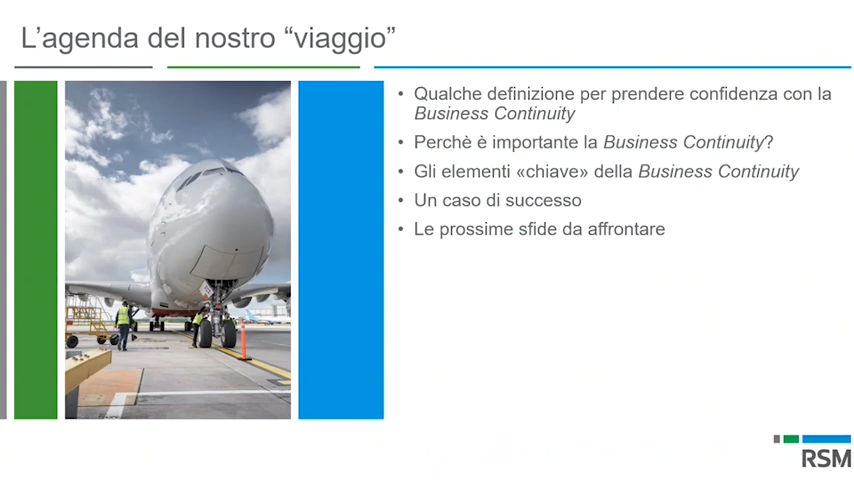 L’agenda del nostro “viaggio”
• Qualche definizione per prendere confidenza con la
Business Continuity
• Perchè è importante la Business Continuity?
• Gli elementi «chiave» della Business Continuity
• Un caso di successo
• Le prossime sfide da affrontare
RSM